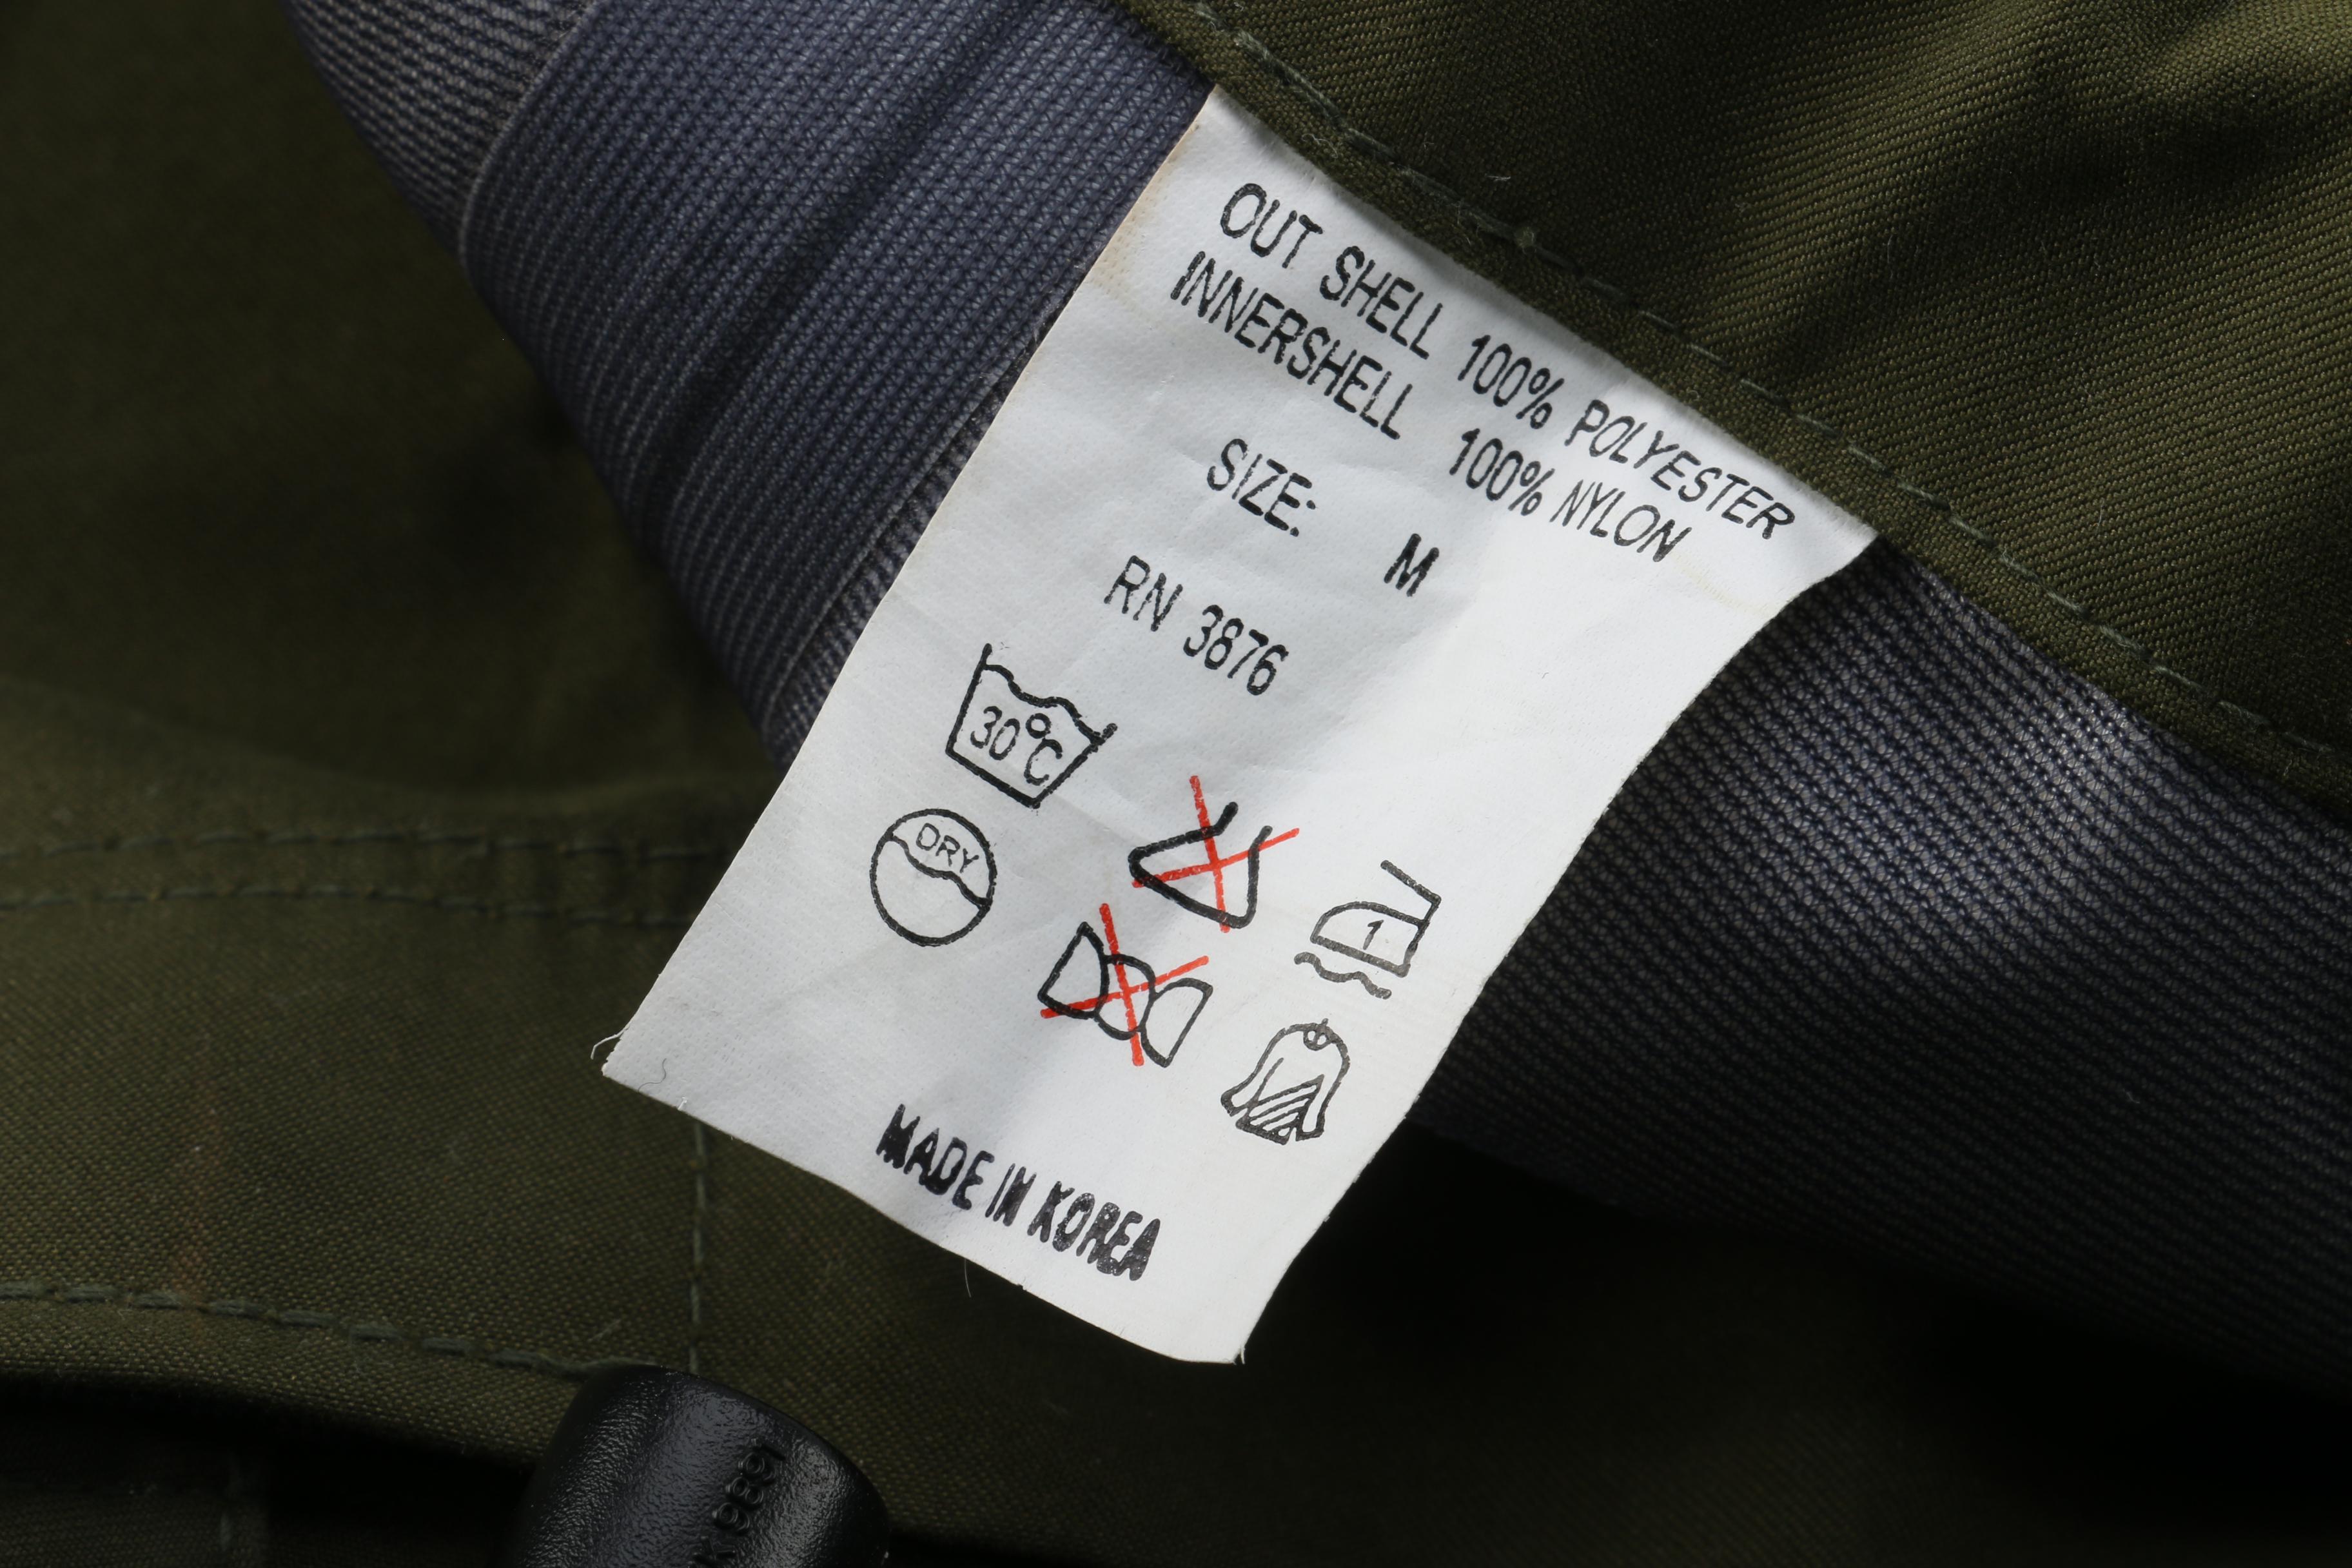 OUT SHELL 100% POLYESTER
INNERSHELL 100% NYLON
SIZE: M
RN 3876
30°C
DRY
1
MADE IN KOREA